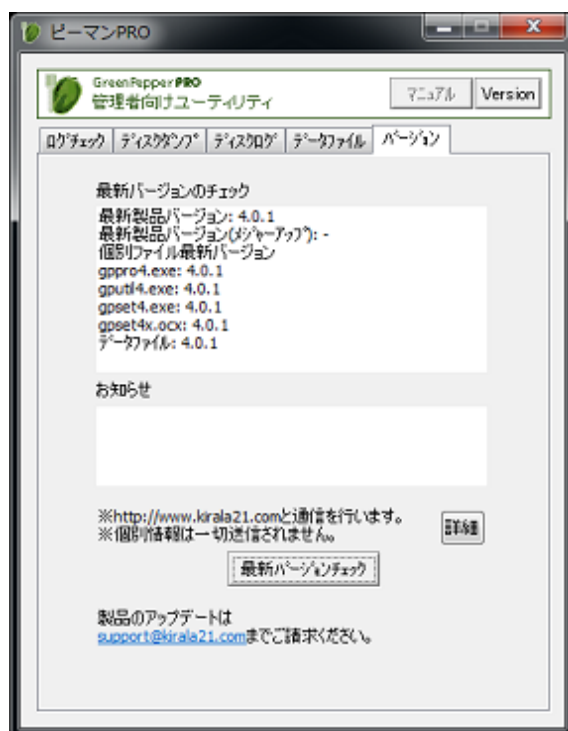 ピーマンPRO
GreenPepper PRO
管理者向けユーティリティ
マニュアル
Version
ログチェック
ディスクダンプ
ディスクログ
データファイル
バージョン
最新バージョンのチェック
最新製品バージョン: 4.0.1
最新製品バージョン(メジャーアップ): -
個別ファイル最新バージョン
gppro4.exe: 4.0.1
gputil4.exe: 4.0.1
gpset4.exe: 4.0.1
gpset4x.ocx: 4.0.1
データファイル: 4.0.1
お知らせ
※http://www.kirala21.comと通信を行います。
※個別情報は一切送信されません。
詳細
最新バージョンチェック
製品のアップデートは
support@kirala21.comまでご請求ください。